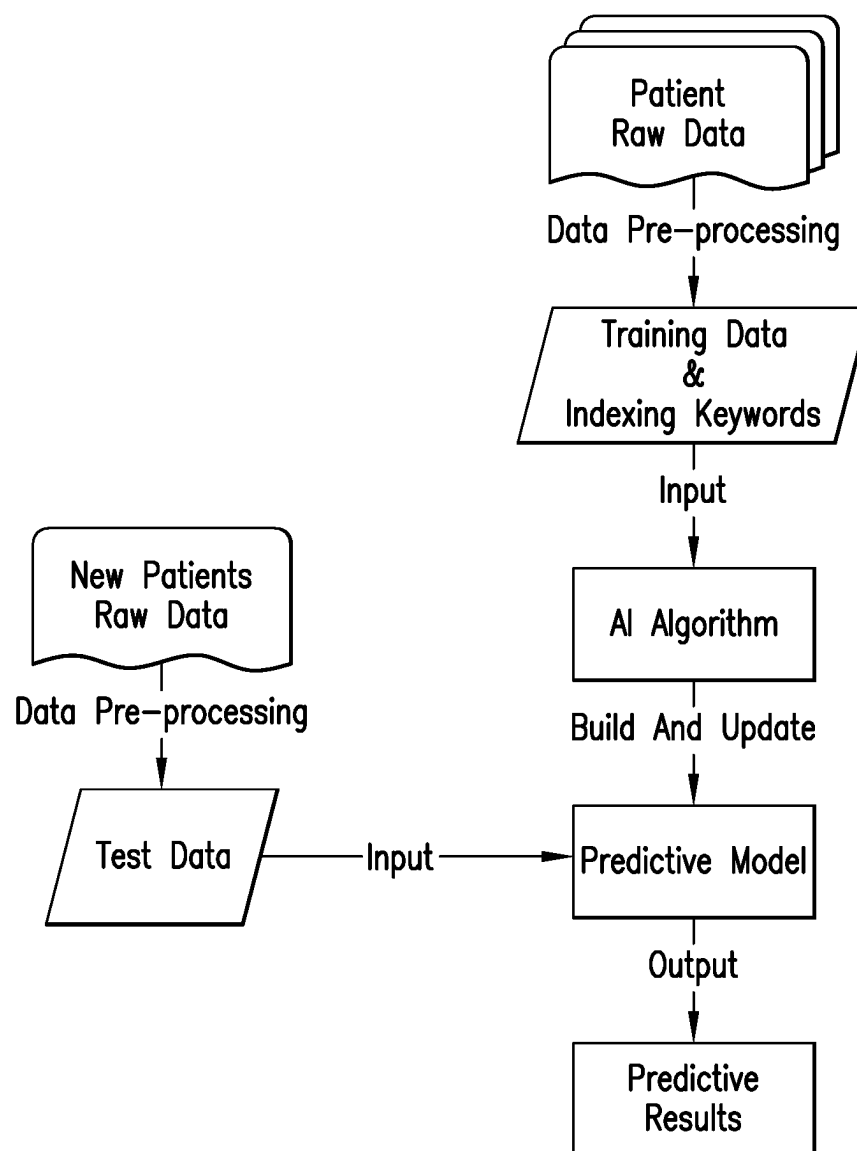 Patient
Raw Data
Data Pre-processing
Training Data
&
Indexing Keywords
Input
AI Algorithm
Build And Update
New Patients
Raw Data
Data Pre-processing
Test Data
Input
Predictive Model
Output
Predictive
Results